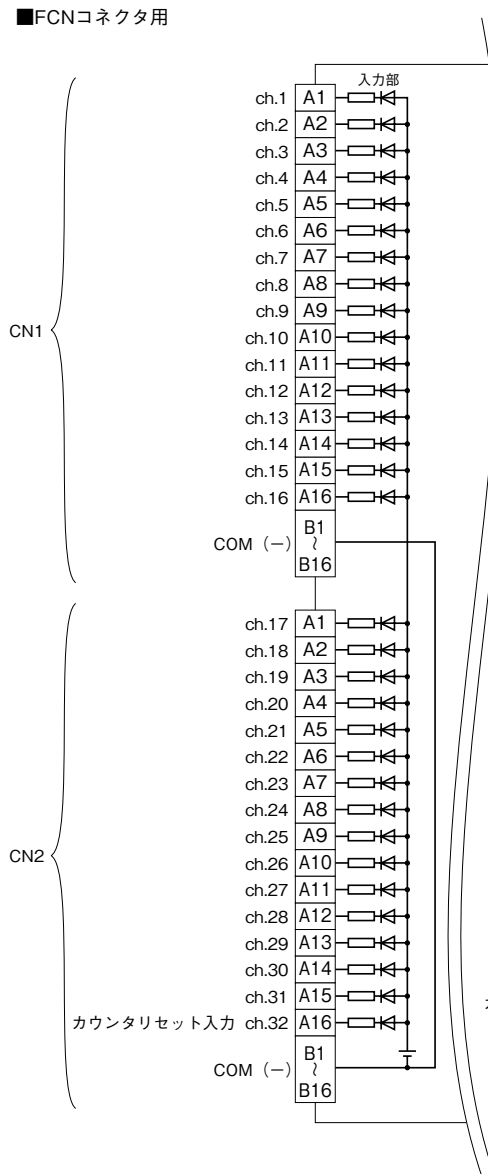 ■FCNコネクタ用
入力部
ch.1 A1
ch.2 A2
ch.3 A3
ch.4 A4
ch.5 A5
ch.6 A6
ch.7 A7
ch.8 A8
ch.9 A9
CN1
ch.10 A10
ch.11 A11
ch.12 A12
ch.13 A13
ch.14 A14
ch.15 A15
ch.16 A16
COM（−） B1
~
B16
ch.17 A1
ch.18 A2
ch.19 A3
ch.20 A4
ch.21 A5
ch.22 A6
ch.23 A7
ch.24 A8
ch.25 A9
CN2
ch.26 A10
ch.27 A11
ch.28 A12
ch.29 A13
ch.30 A14
ch.31 A15
カウンタリセット入力 ch.32 A16
COM（−） B1
~
B16